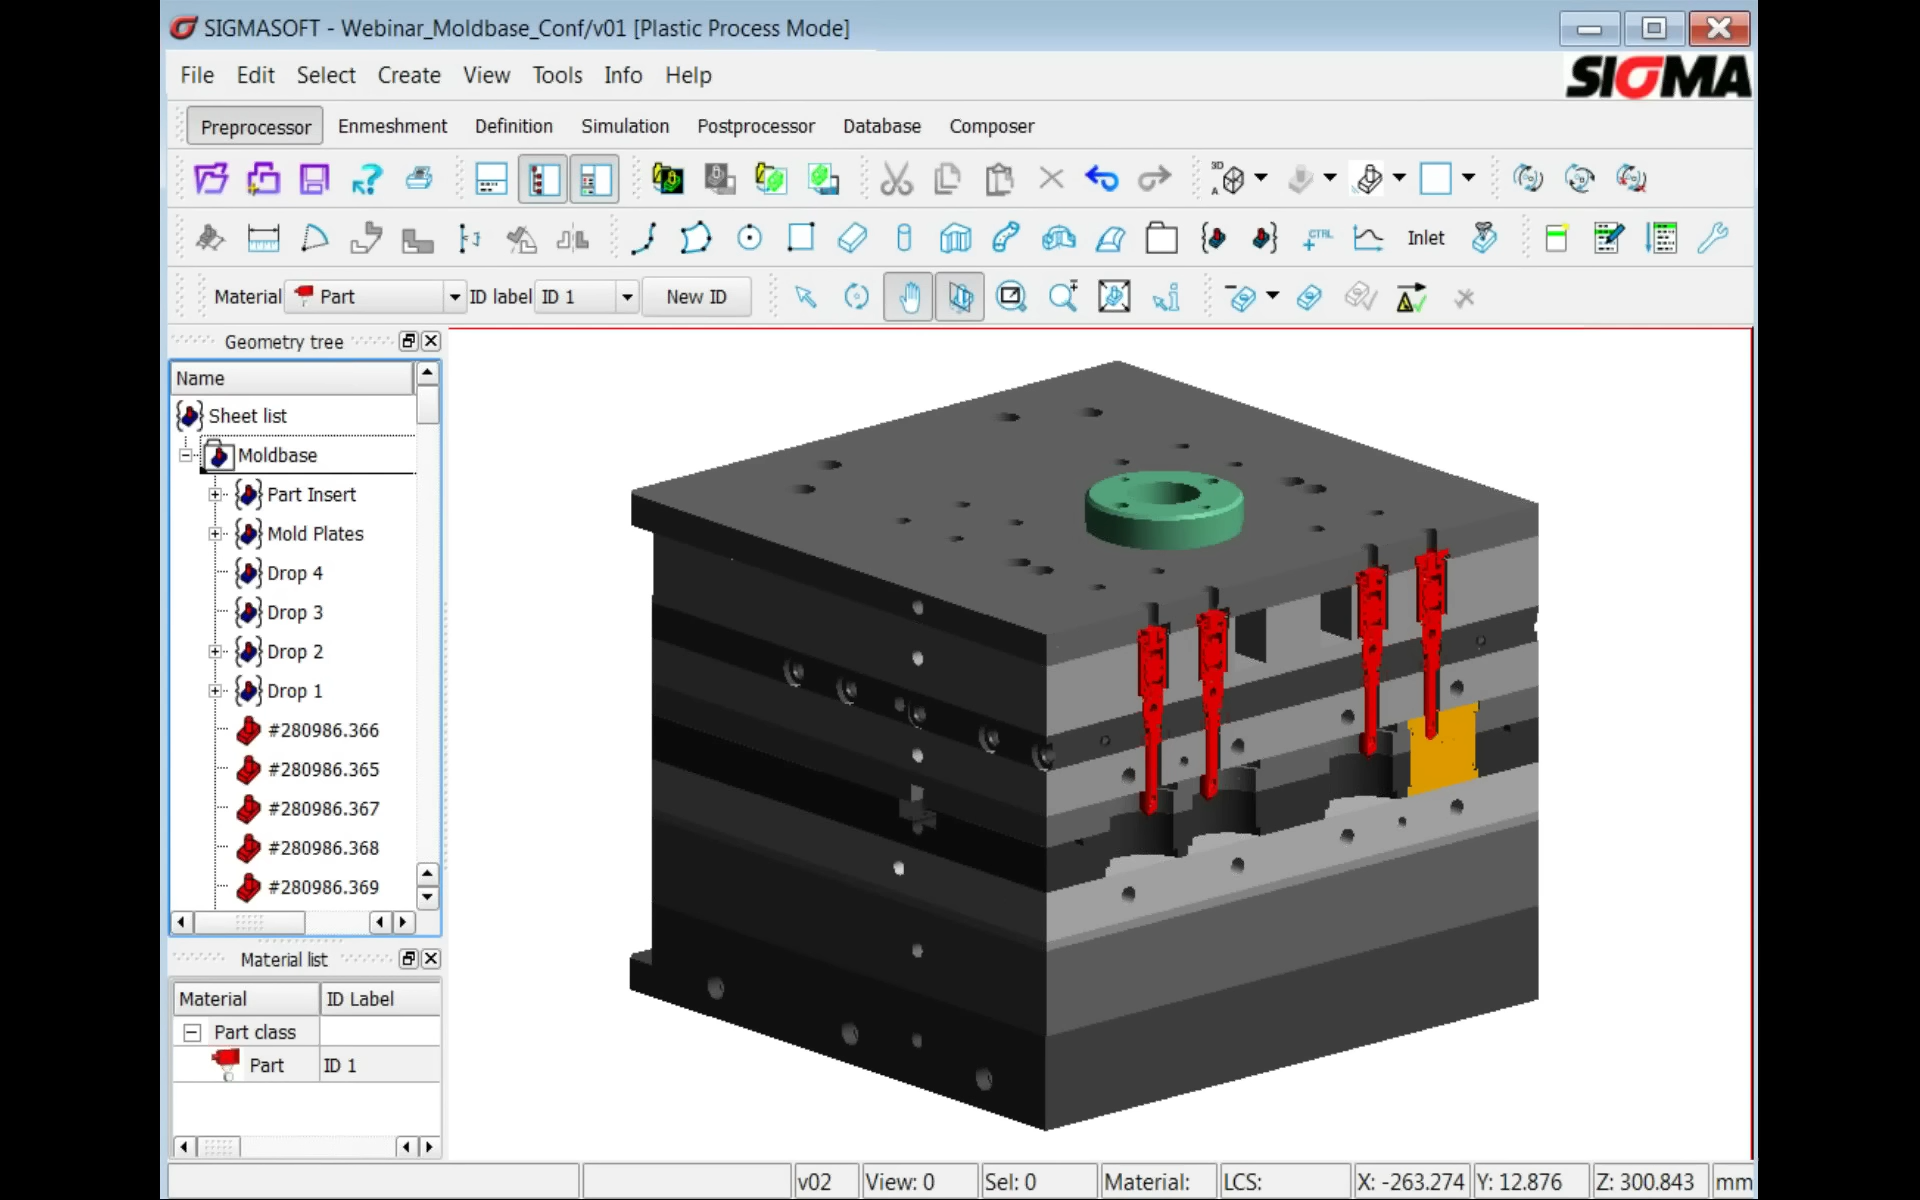 SIGMASOFT - Webinar_Moldbase_Conf/v01 [Plastic Process Mode]
File Edit Select Create View Tools Info Help
SIGMA
Preprocessor Enmeshment Definition Simulation Postprocessor Database Composer
3D
A
CTRL
Inlet
Material Part ID label ID 1 New ID
Geometry tree
Name
Sheet list
Moldbase
Part Insert
Mold Plates
Drop 4
Drop 3
Drop 2
Drop 1
#280986.366
#280986.365
#280986.367
#280986.368
#280986.369
Material list
Material ID Label
Part class
Part ID 1
v02 View: 0 Sel: 0 Material: LCS: X: -263.274 Y: 12.876 Z: 300.843 mm